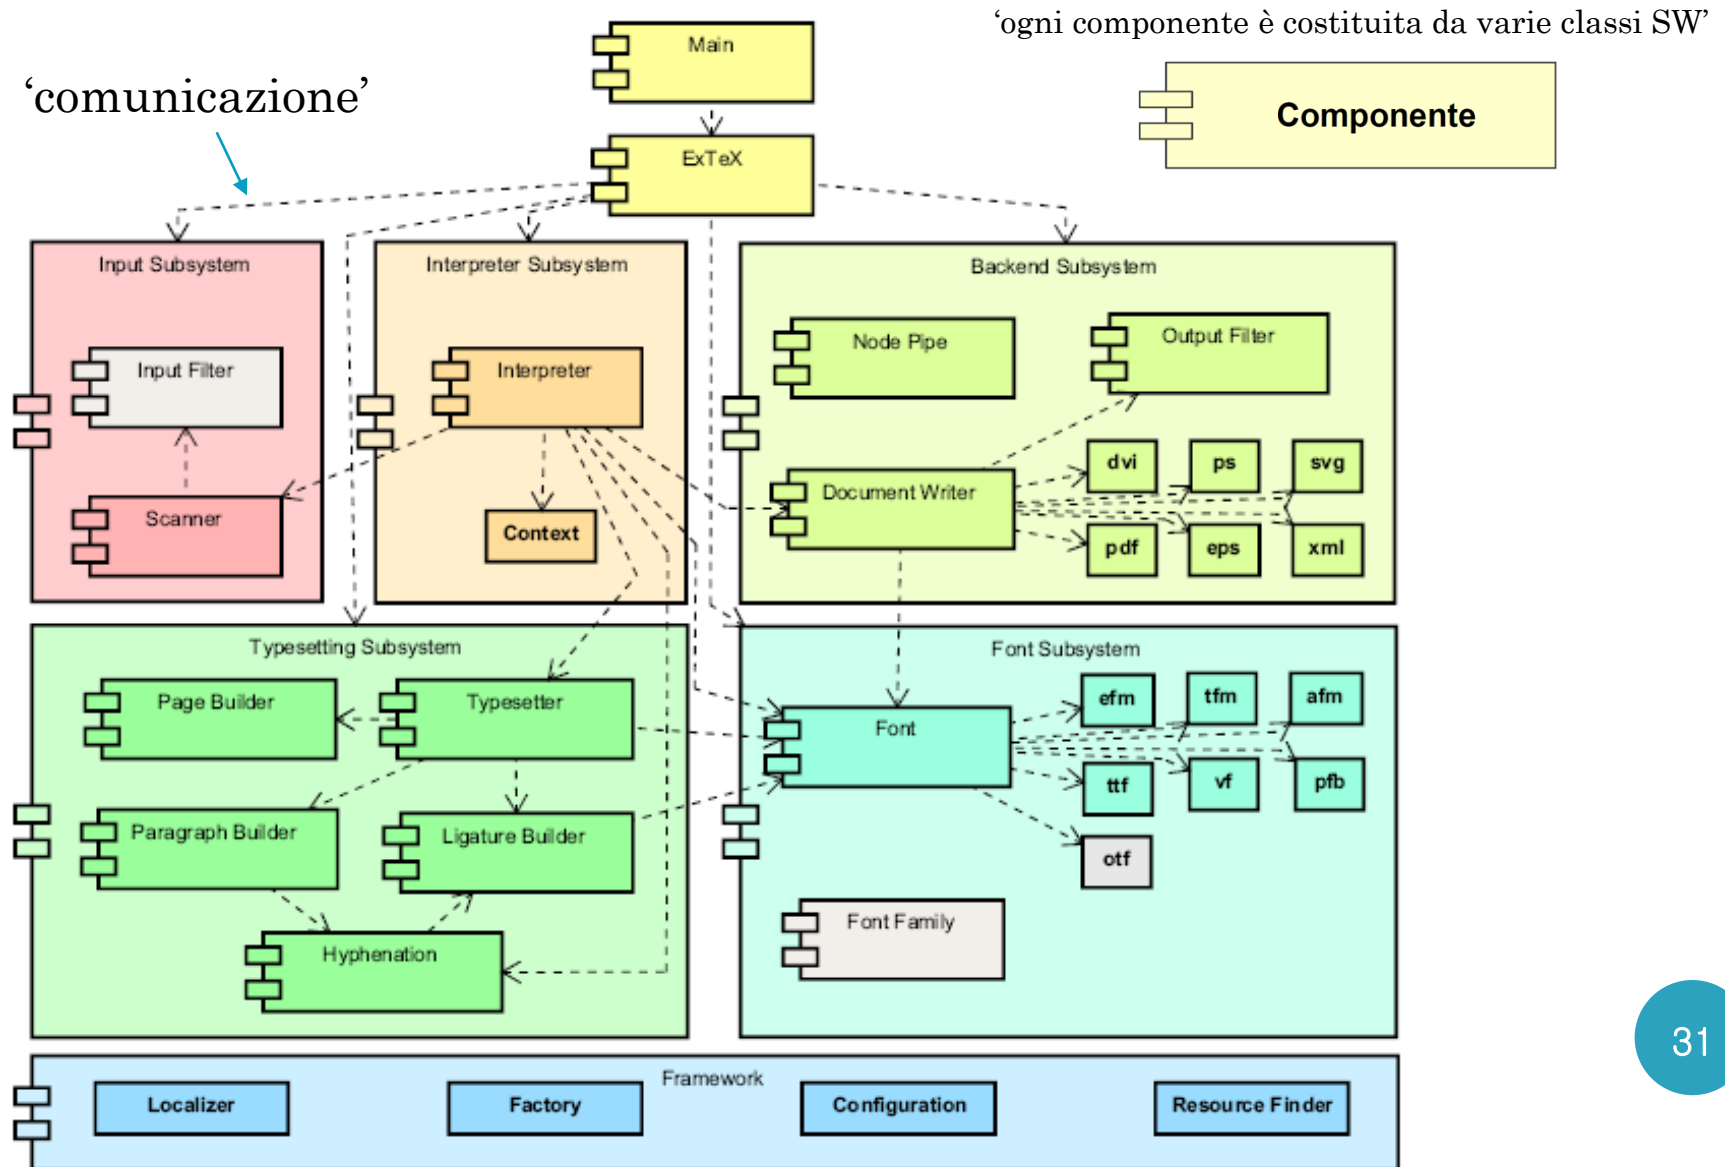 ‘ogni componente è costituita da varie classi SW’
Main
‘comunicazione’
Componente
ExTeX
Input Subsystem
Interpreter Subsystem
Backend Subsystem
Node Pipe
Output Filter
Input Filter
Interpreter
dvi
ps
svg
Document Writer
Scanner
Context
pdf
eps
xml
Typesetting Subsystem
Font Subsystem
Page Builder
Typesetter
efm
tfm
afm
Font
ttf
vf
pfb
Paragraph Builder
Ligature Builder
otf
Font Family
Hyphenation
31
Framework
Localizer
Factory
Configuration
Resource Finder